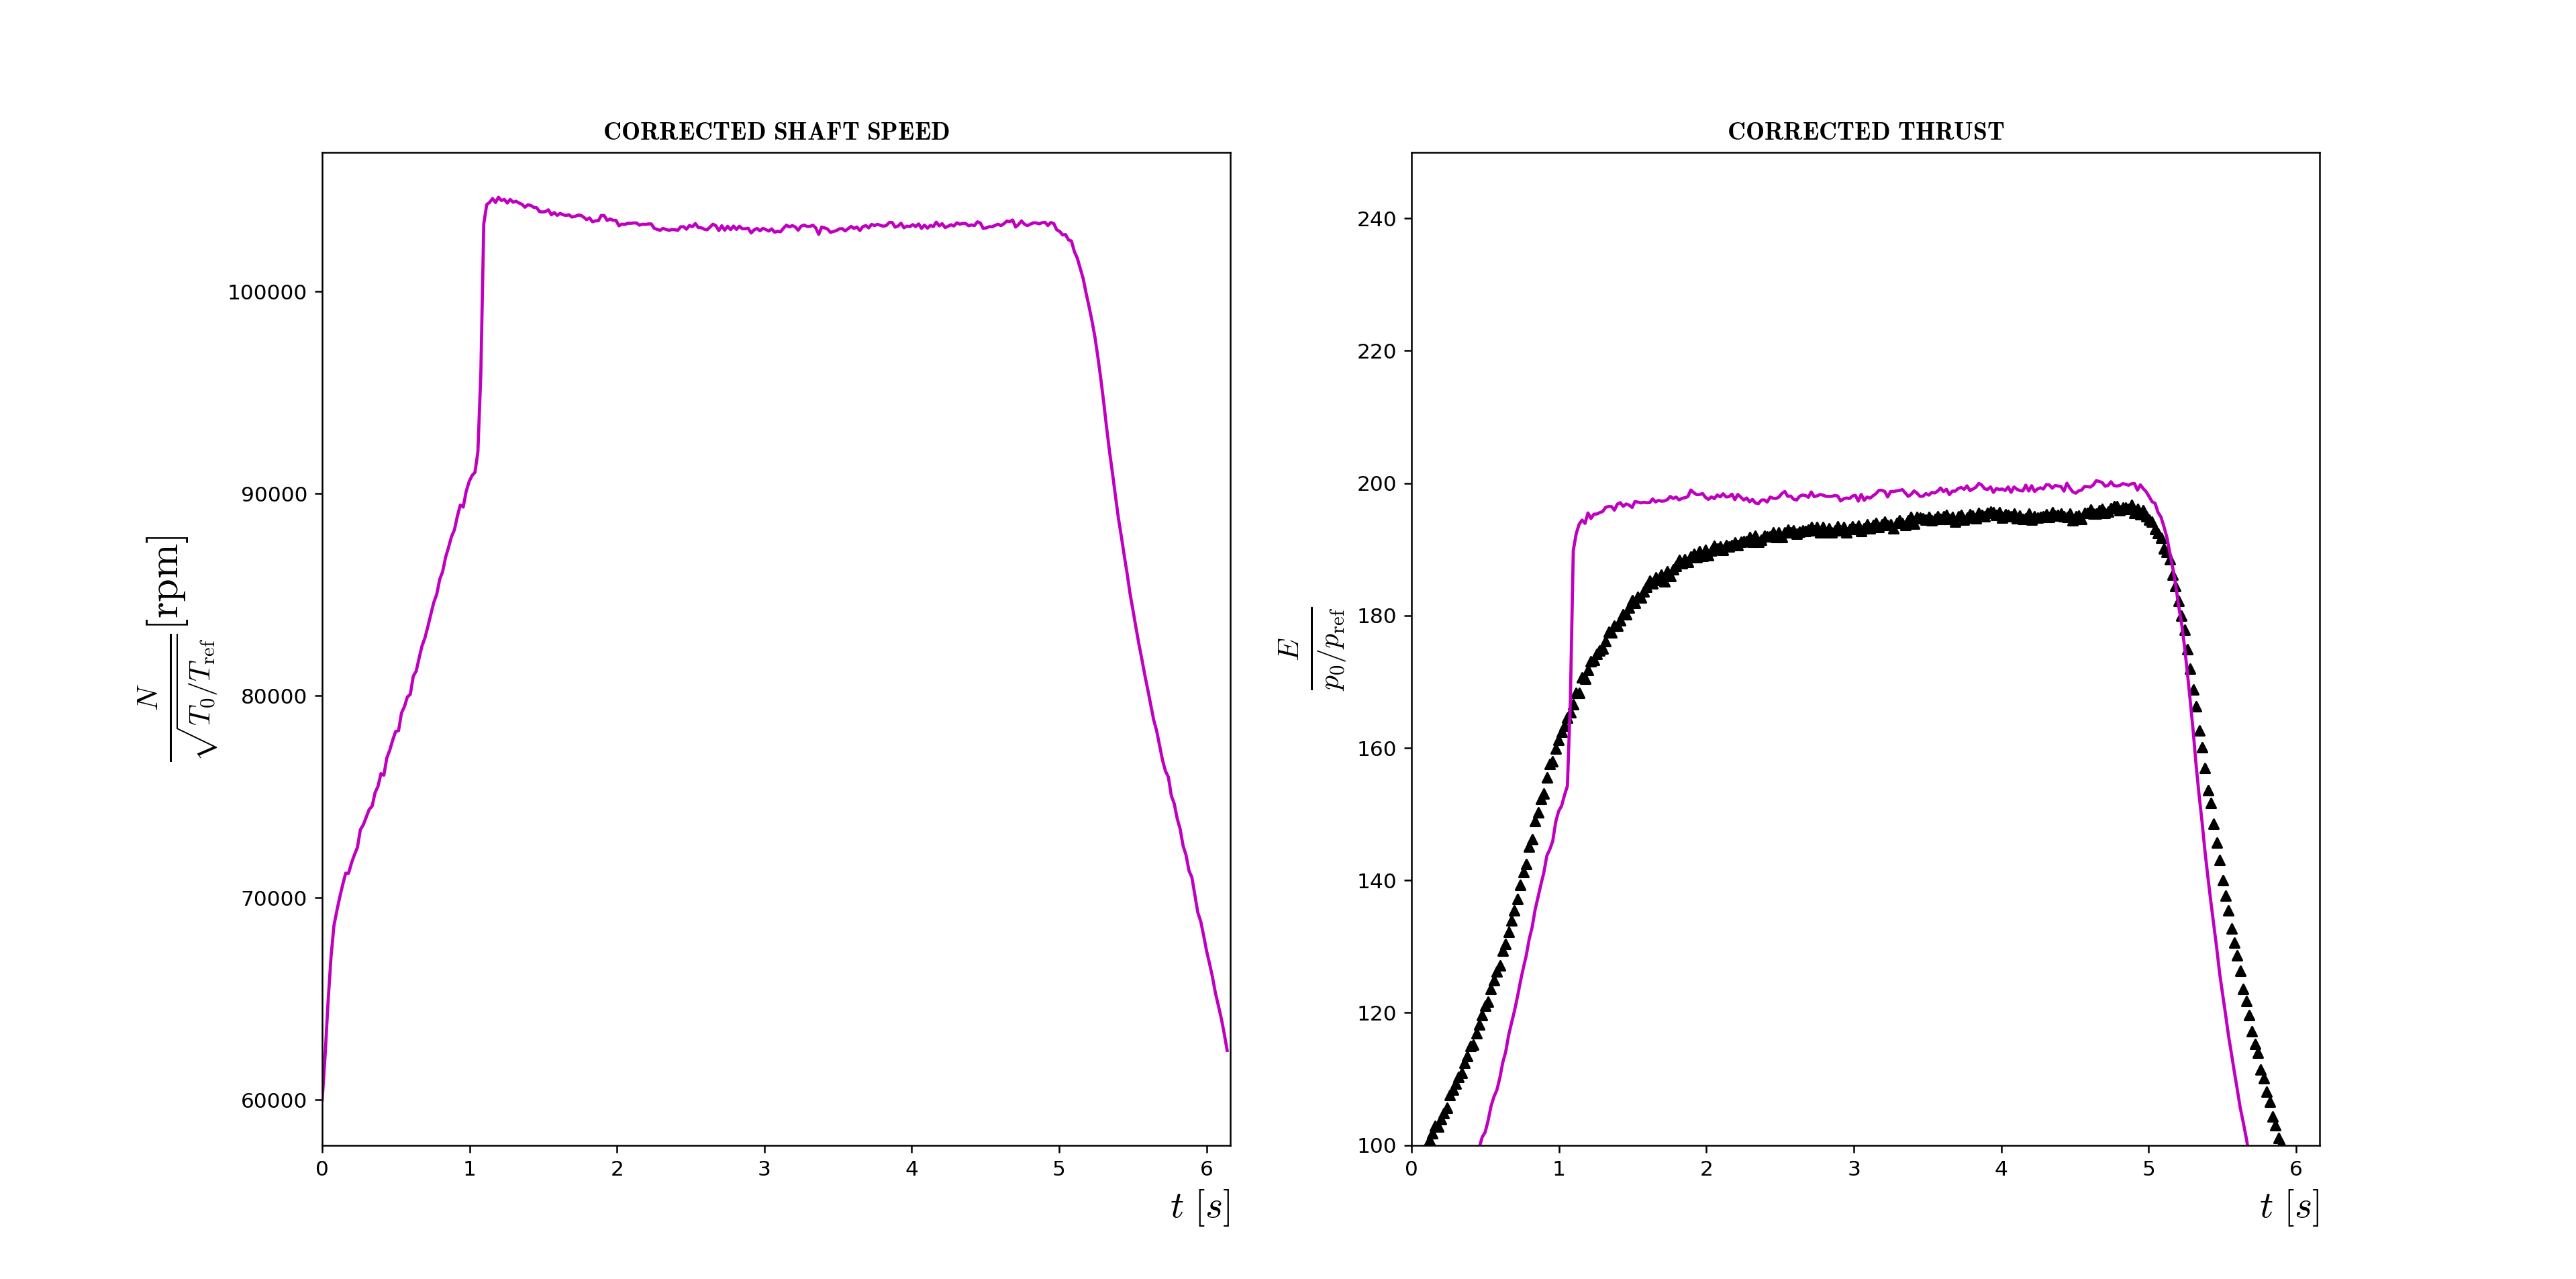 CORRECTED SHAFT SPEED
100000
90000
80000
70000
60000
N / √T0/Tref [rpm]
0 1 2 3 4 5 6
t [s]
CORRECTED THRUST
240
220
200
180
160
140
120
100
E / p0/pref
0 1 2 3 4 5 6
t [s]